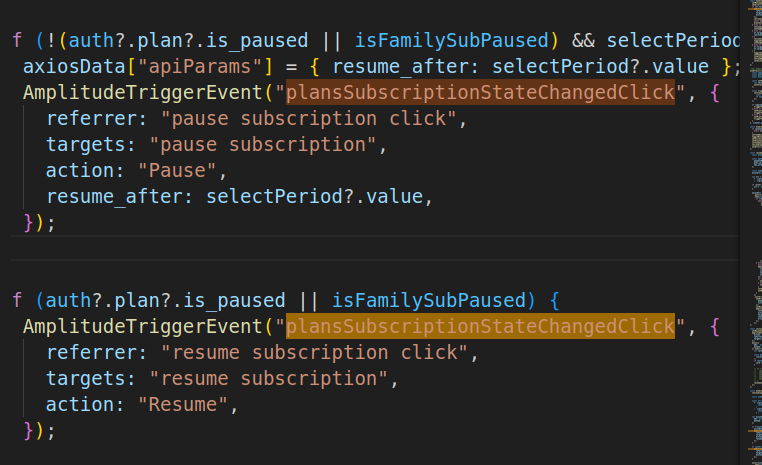 f (!(auth?.plan?.is_paused || isFamilySubPaused) && selectPeriod
axiosData["apiParams"] = { resume_after: selectPeriod?.value };
AmplitudeTriggerEvent("plansSubscriptionStateChangedClick", {
referrer: "pause subscription click",
targets: "pause subscription",
action: "Pause",
resume_after: selectPeriod?.value,
});
f (auth?.plan?.is_paused || isFamilySubPaused) {
AmplitudeTriggerEvent("plansSubscriptionStateChangedClick", {
referrer: "resume subscription click",
targets: "resume subscription",
action: "Resume",
});